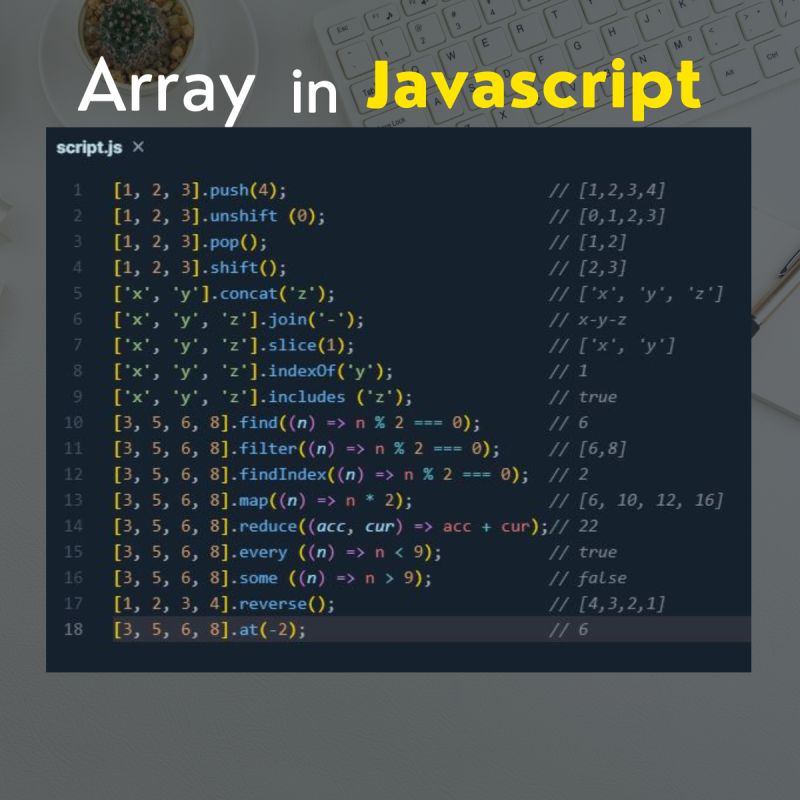 Array in Javascript
script.js ×
1 [1, 2, 3].push(4); // [1,2,3,4]
2 [1, 2, 3].unshift (0); // [0,1,2,3]
3 [1, 2, 3].pop(); // [1,2]
4 [1, 2, 3].shift(); // [2,3]
5 ['x', 'y'].concat('z'); // ['x', 'y', 'z']
6 ['x', 'y', 'z'].join('-'); // x-y-z
7 ['x', 'y', 'z'].slice(1); // ['x', 'y']
8 ['x', 'y', 'z'].indexOf('y'); // 1
9 ['x', 'y', 'z'].includes ('z'); // true
10 [3, 5, 6, 8].find((n) => n % 2 === 0); // 6
11 [3, 5, 6, 8].filter((n) => n % 2 === 0); // [6,8]
12 [3, 5, 6, 8].findIndex((n) => n % 2 === 0); // 2
13 [3, 5, 6, 8].map((n) => n * 2); // [6, 10, 12, 16]
14 [3, 5, 6, 8].reduce((acc, cur) => acc + cur);// 22
15 [3, 5, 6, 8].every ((n) => n < 9); // true
16 [3, 5, 6, 8].some ((n) => n > 9); // false
17 [1, 2, 3, 4].reverse(); // [4,3,2,1]
18 [3, 5, 6, 8].at(-2); // 6